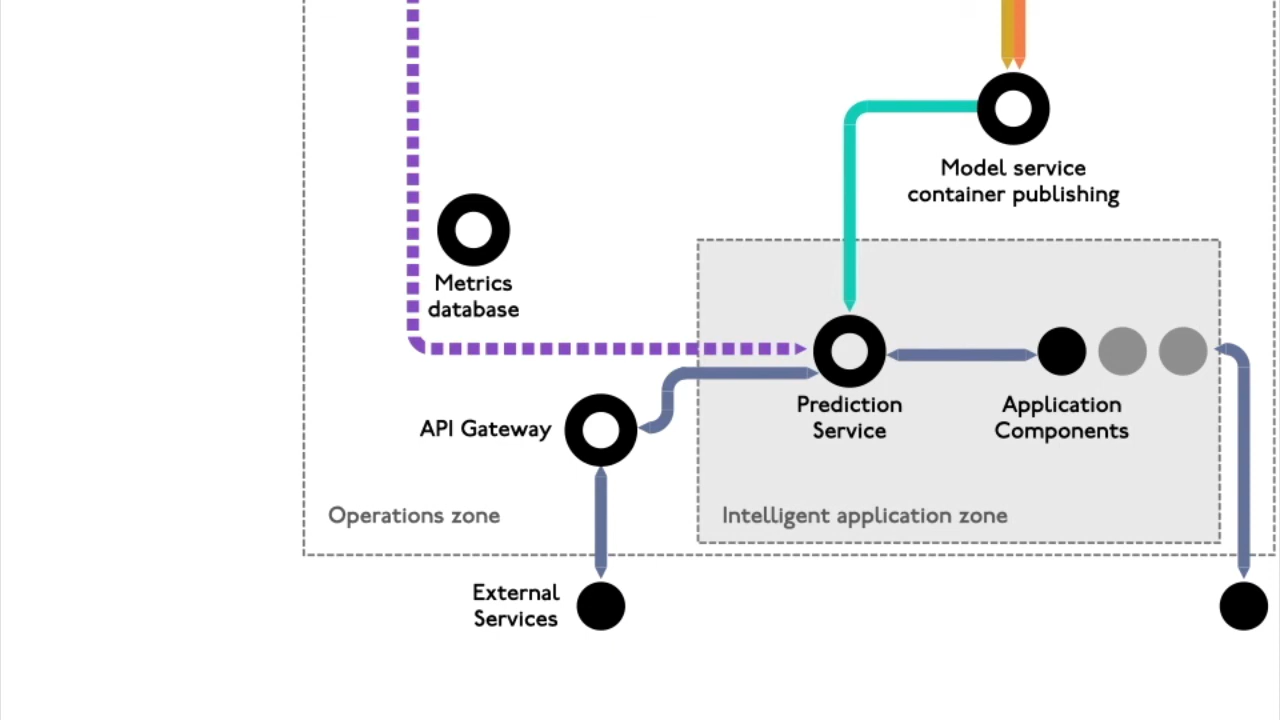 Model service
container publishing
Metrics
database
Prediction
Service
Application
Components
API Gateway
Operations zone
Intelligent application zone
External
Services